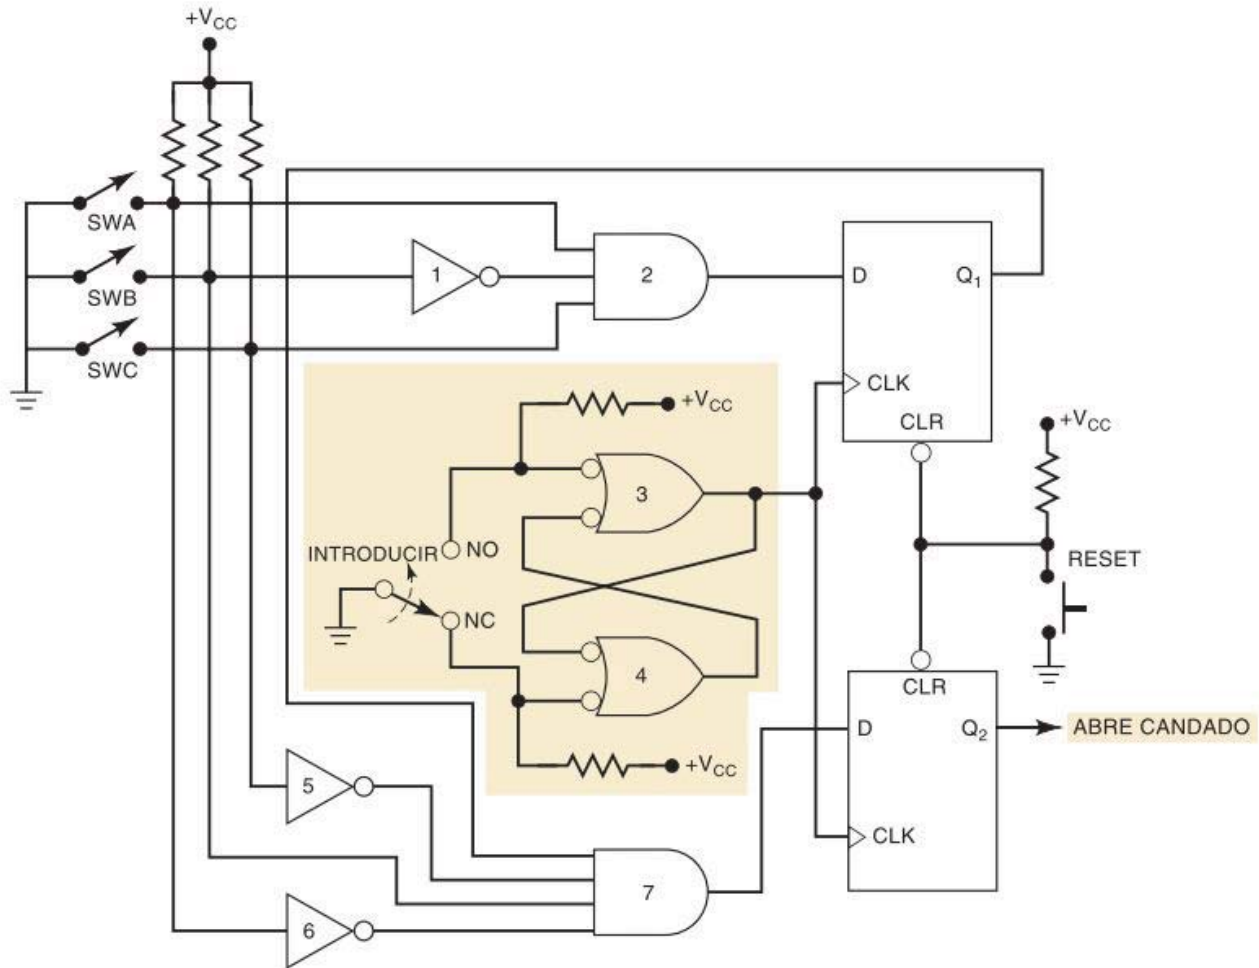 +VCC
SWA
SWB
SWC
1
2
D
Q1
CLK
CLR
+VCC
+VCC
3
INTRODUCIR
NO
NC
RESET
4
CLR
D
Q2
ABRE CANDADO
+VCC
5
CLK
7
6